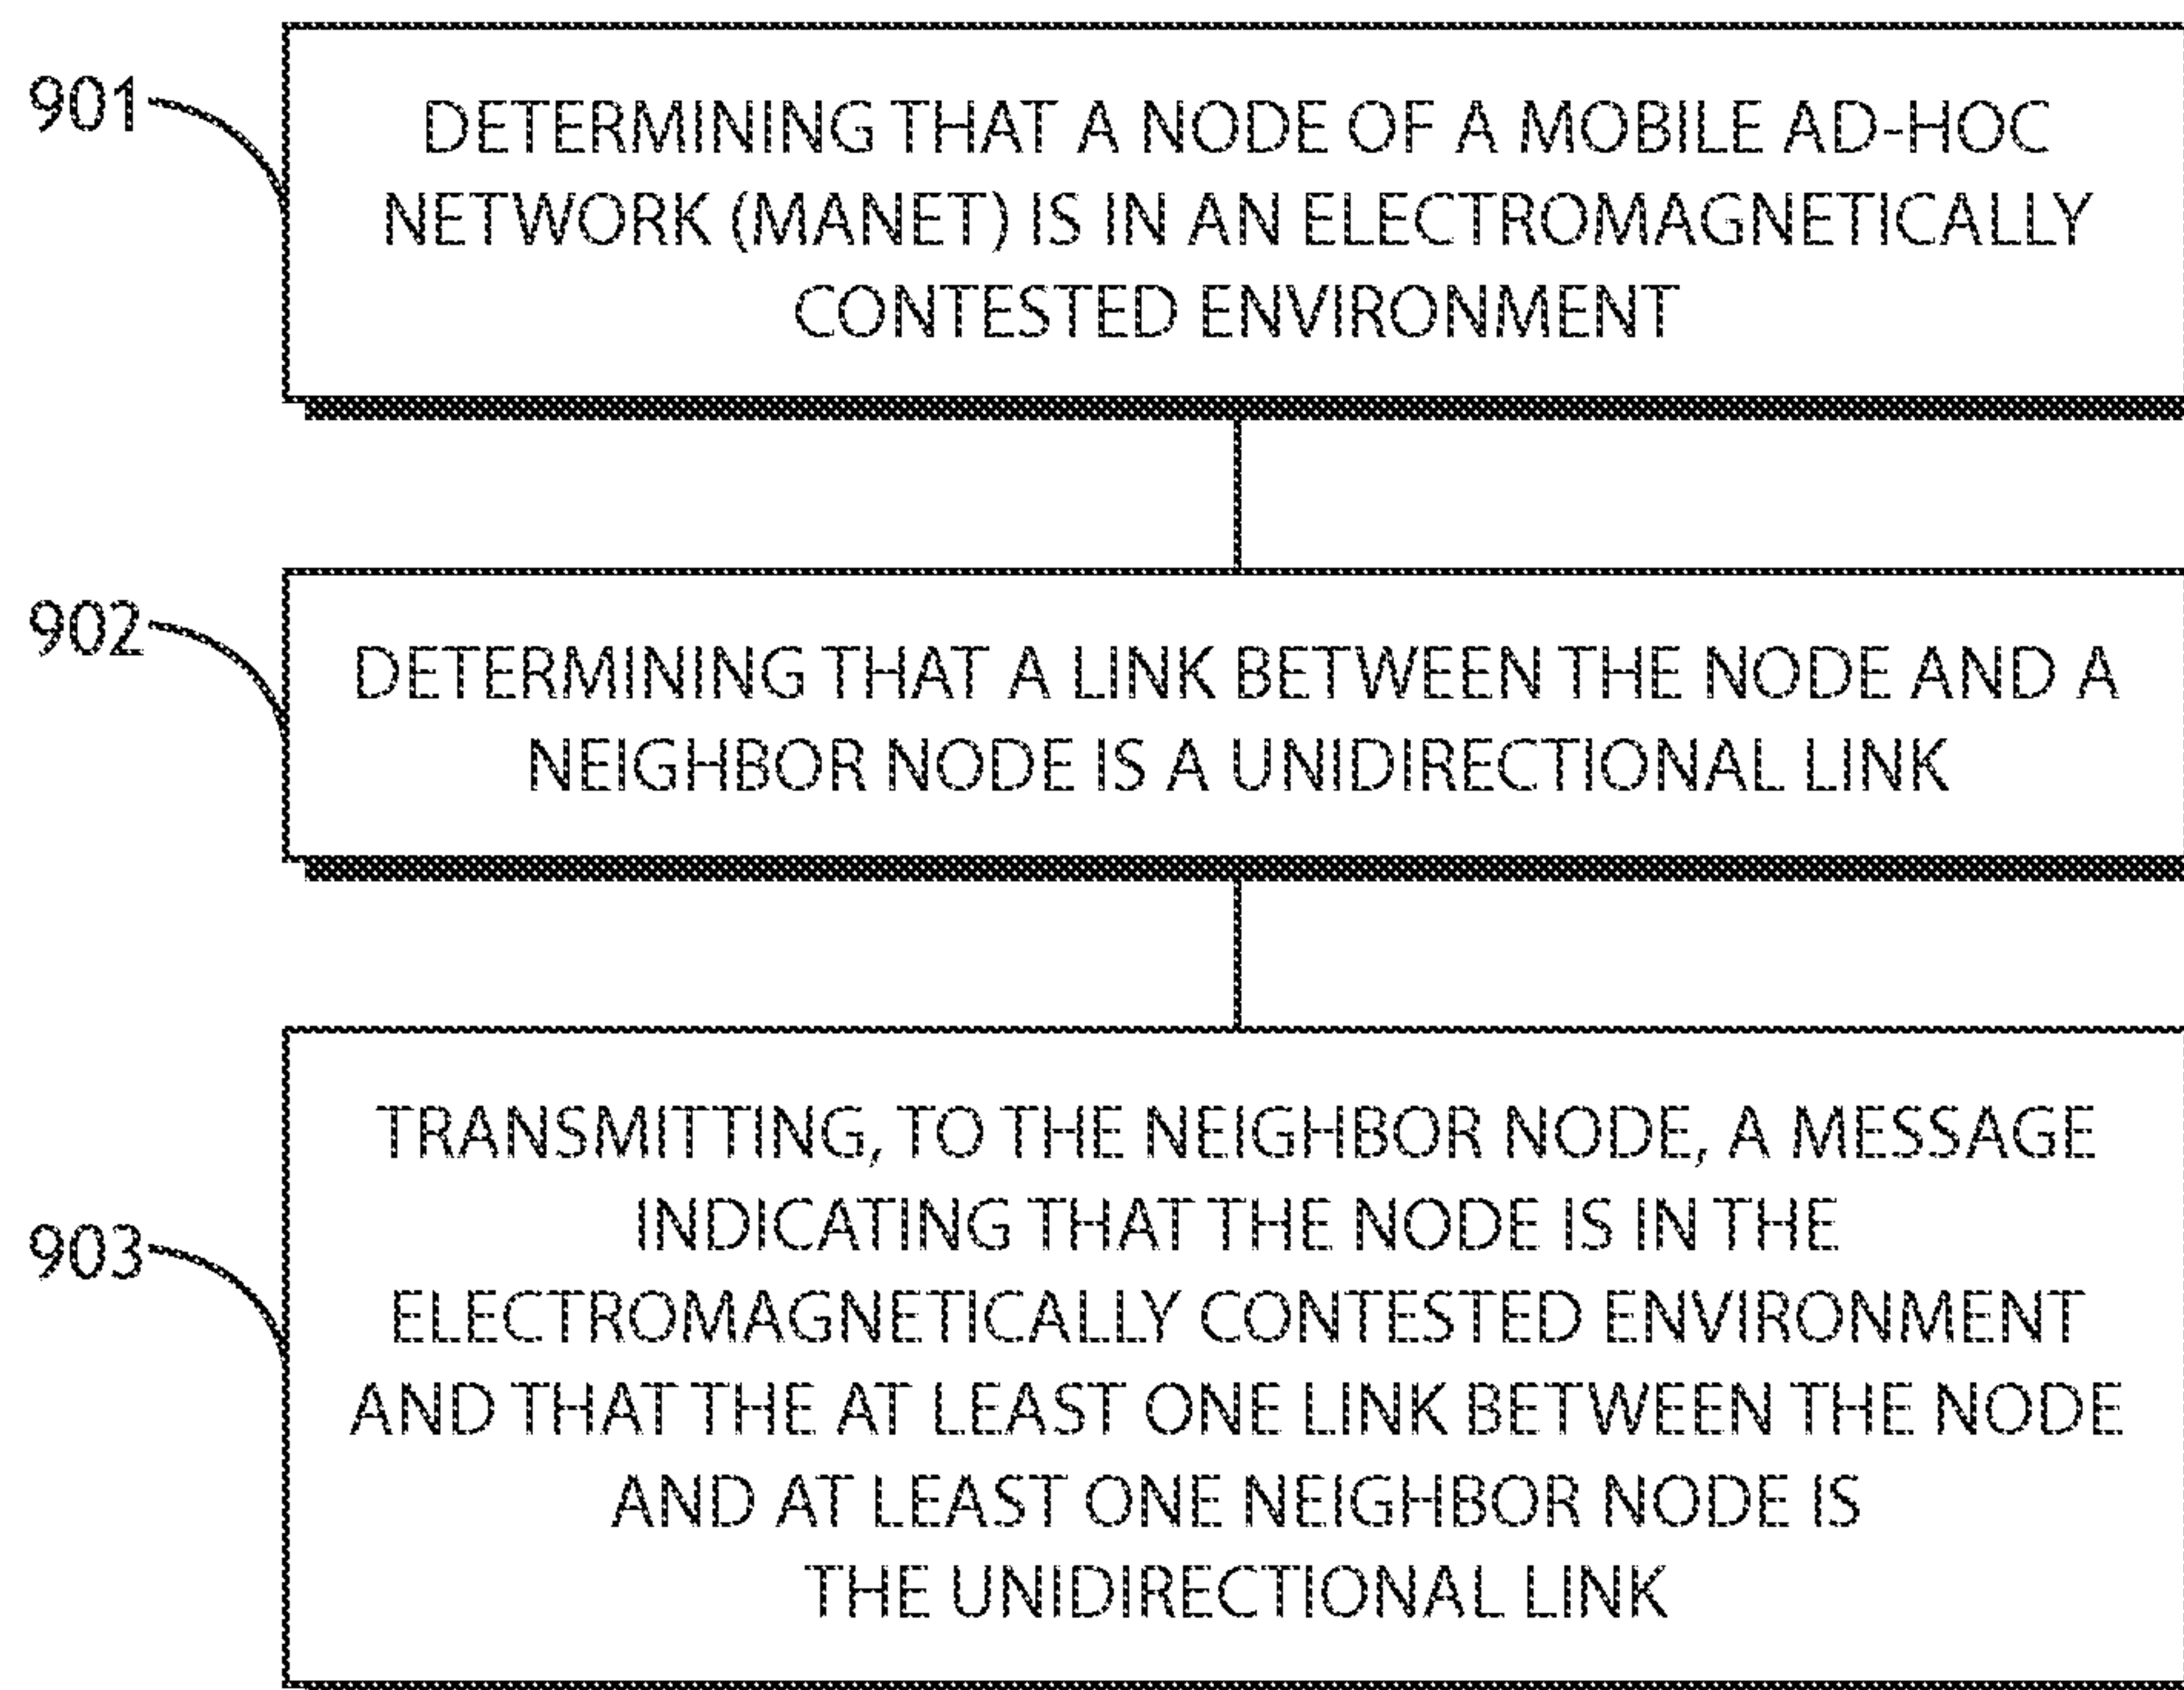 901
DETERMINING THAT A NODE OF A MOBILE AD-HOC
NETWORK (MANET) IS IN AN ELECTROMAGNETICALLY
CONTESTED ENVIRONMENT
902
DETERMINING THAT A LINK BETWEEN THE NODE AND A
NEIGHBOR NODE IS A UNIDIRECTIONAL LINK
903
TRANSMITTING, TO THE NEIGHBOR NODE, A MESSAGE
INDICATING THAT THE NODE IS IN THE
ELECTROMAGNETICALLY CONTESTED ENVIRONMENT
AND THAT THE AT LEAST ONE LINK BETWEEN THE NODE
AND AT LEAST ONE NEIGHBOR NODE IS
THE UNIDIRECTIONAL LINK